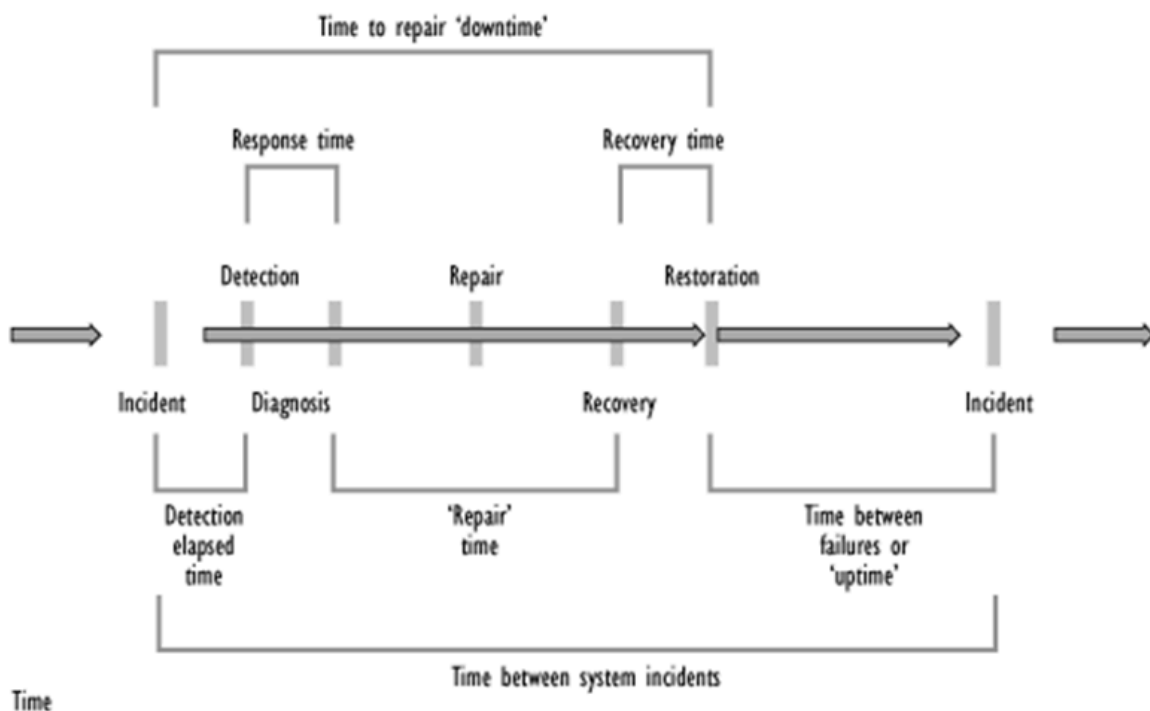 Time to repair ‘downtime’
Response time
Recovery time
Detection
Repair
Restoration
Incident
Diagnosis
Recovery
Incident
Detection
elapsed
time
‘Repair’
time
Time between
failures or
‘uptime’
Time between system incidents
Time